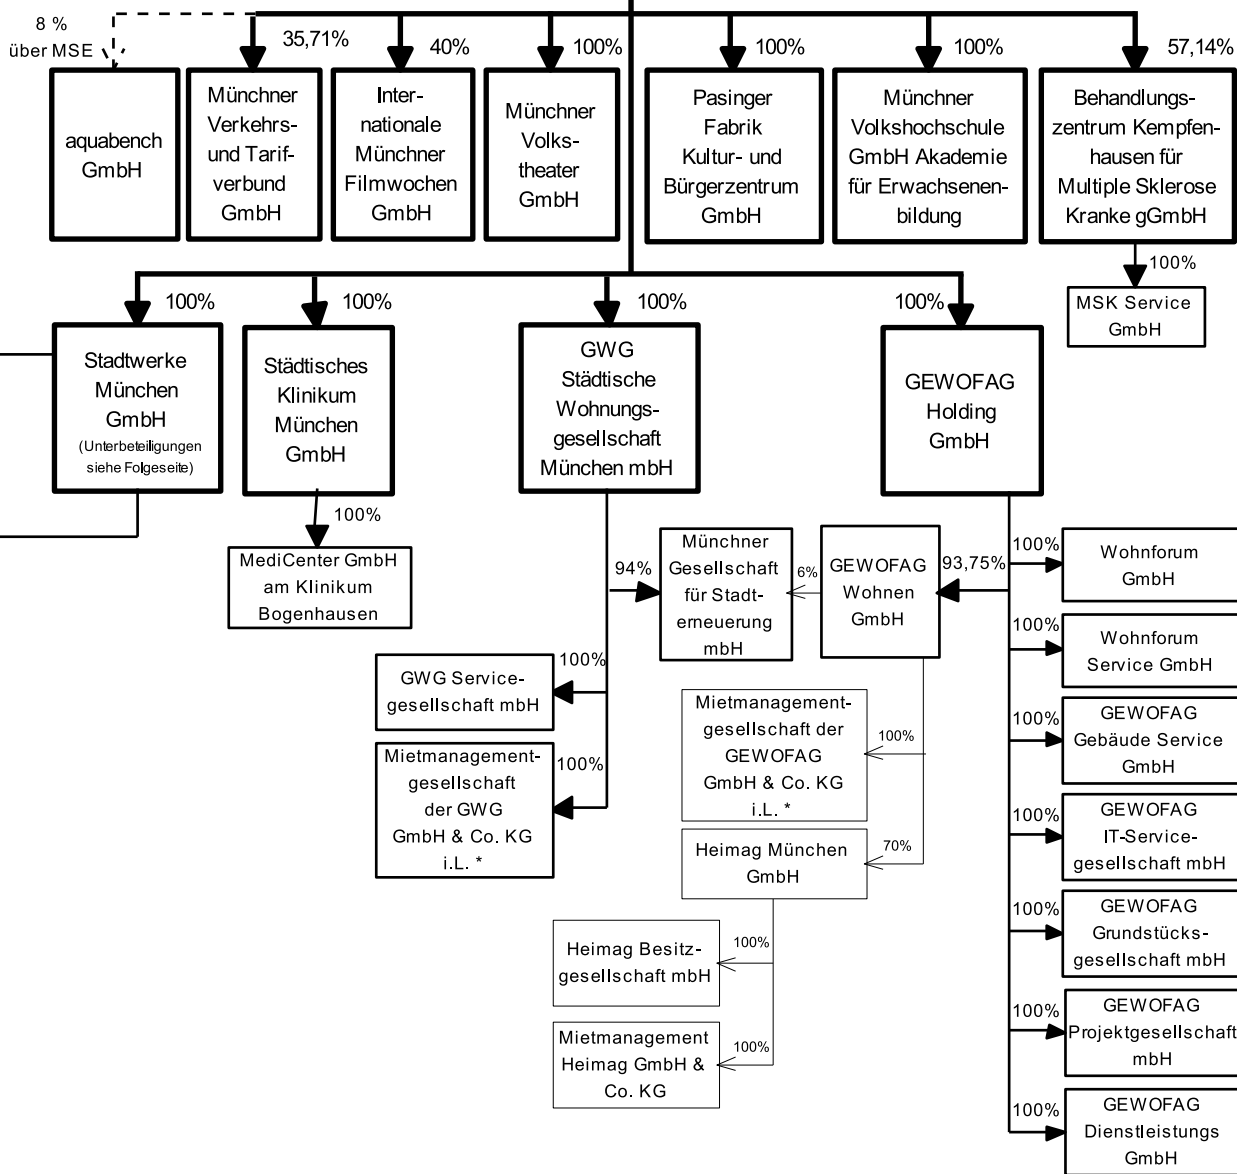 8 %
über MSE
35,71%
40%
100%
100%
100%
57,14%
aquabench
GmbH
Münchner
Verkehrs-
und Tarif-
verbund
GmbH
Inter-
nationale
Münchner
Filmwochen
GmbH
Münchner
Volks-
theater
GmbH
Pasinger
Fabrik
Kultur- und
Bürgerzentrum
GmbH
Münchner
Volkshochschule
GmbH Akademie
für Erwachsenen-
bildung
Behandlungs-
zentrum Kempfen-
hausen für
Multiple Sklerose
Kranke gGmbH
100%
MSK Service
GmbH
100%
100%
100%
100%
Stadtwerke
München
GmbH
(Unterbeteiligungen
siehe Folgeseite)
Städtisches
Klinikum
München
GmbH
GWG
Städtische
Wohnungs-
gesellschaft
München mbH
GEWOFAG
Holding
GmbH
100%
MediCenter GmbH
am Klinikum
Bogenhausen
94%
Münchner
Gesellschaft
für Stadt-
erneuerung
mbH
6%
GEWOFAG
Wohnen
GmbH
93,75%
100%
Wohnforum
GmbH
100%
Wohnforum
Service GmbH
100%
GWG Service-
gesellschaft mbH
100%
Mietmanagement-
gesellschaft
der GWG
GmbH & Co. KG
i.L. *
Mietmanagement-
gesellschaft der
GEWOFAG
GmbH & Co. KG
i.L. *
100%
100%
GEWOFAG
Gebäude Service
GmbH
Heimag München
GmbH
70%
100%
GEWOFAG
IT-Service-
gesellschaft mbH
Heimag Besitz-
gesellschaft mbH
100%
100%
GEWOFAG
Grundstücks-
gesellschaft mbH
Mietmanagement
Heimag GmbH &
Co. KG
100%
100%
GEWOFAG
Projektgesellschaft
mbH
100%
GEWOFAG
Dienstleistungs
GmbH